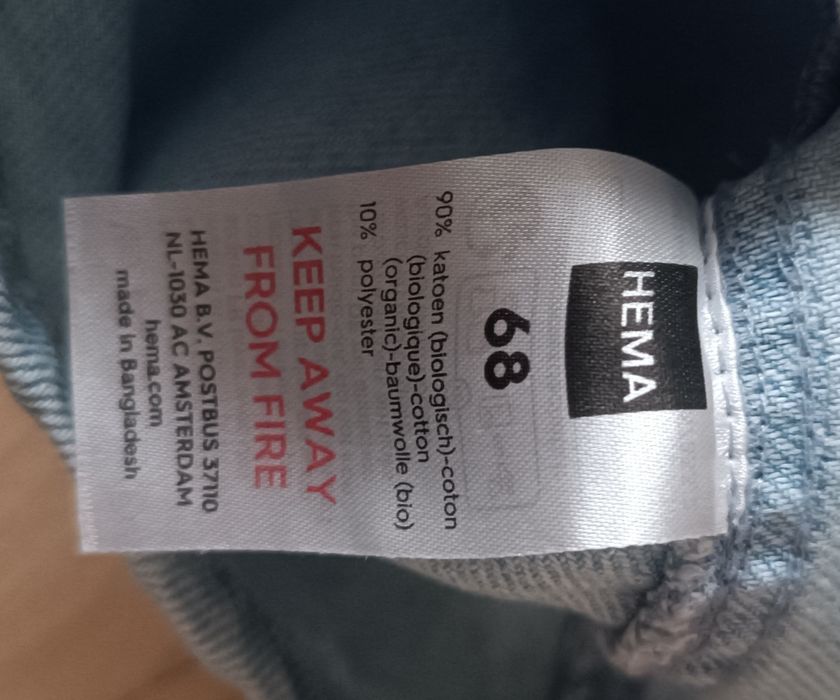 HEMA
68
90% katoen (biologisch)-coton
(biologique)-cotton
(organic)-baumwolle (bio)
10% polyester
KEEP AWAY
FROM FIRE
HEMA B.V. POSTBUS 37110
NL-1030 AC AMSTERDAM
hema.com
made in Bangladesh